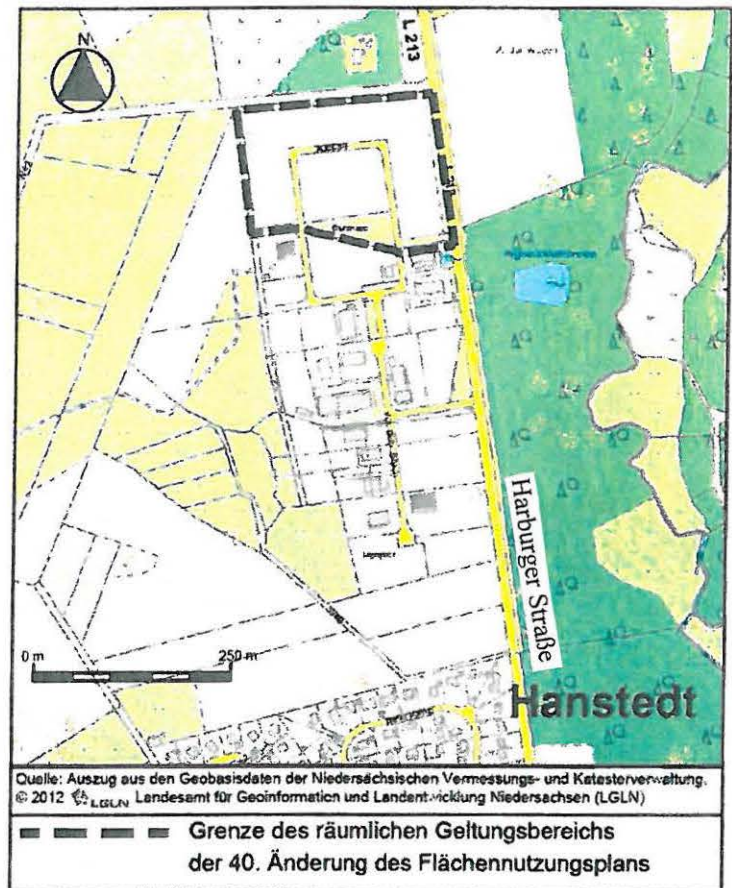 N
L 213
Harburger Straße
0 m 250 m
Hanstedt
Quelle: Auszug aus den Geobasisdaten der Niedersächsischen Vermessungs- und Katasterverwaltung,
© 2012 LGLN Landesamt für Geoinformation und Landentwicklung Niedersachsen (LGLN)
Grenze des räumlichen Geltungsbereichs
der 40. Änderung des Flächennutzungsplans